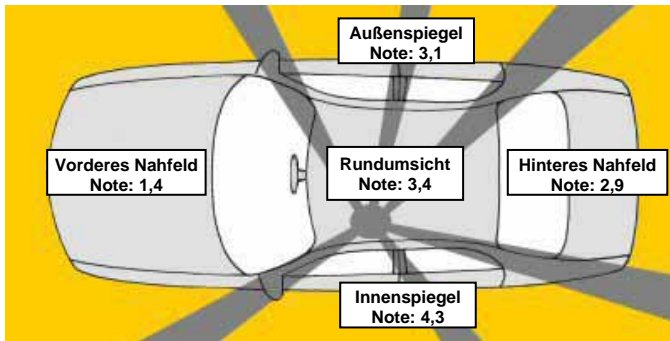 Außenspiegel
Note: 3,1
Vorderes Nahfeld
Note: 1,4
Rundumsicht
Note: 3,4
Hinteres Nahfeld
Note: 2,9
Innenspiegel
Note: 4,3